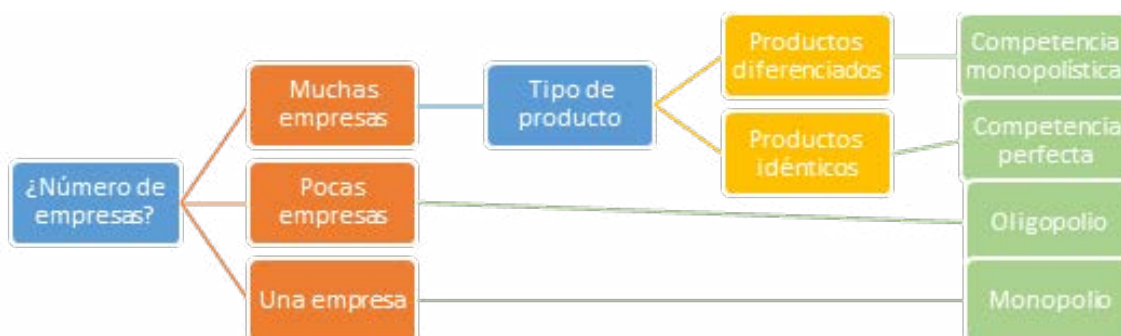 ¿Número de
empresas?
Muchas
empresas
Pocas
empresas
Una empresa
Tipo de
producto
Productos
diferenciados
Productos
idénticos
Competencia
monopolística
Competencia
perfecta
Oligopolio
Monopolio